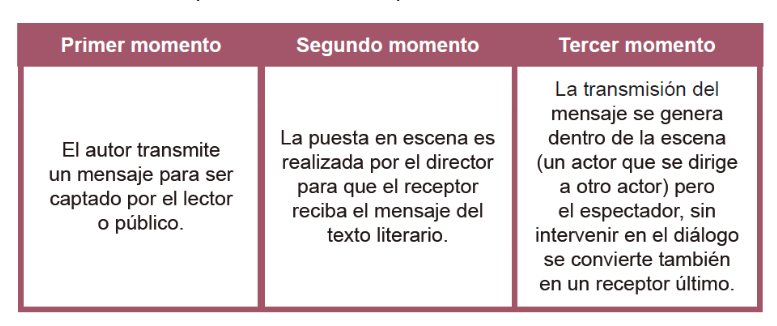 Primer momento
Segundo momento
Tercer momento
El autor transmite
un mensaje para ser
captado por el lector
o público.
La puesta en escena es
realizada por el director
para que el receptor
reciba el mensaje del
texto literario.
La transmisión del
mensaje se genera
dentro de la escena
(un actor que se dirige
a otro actor) pero
el espectador, sin
intervenir en el diálogo
se convierte también
en un receptor último.